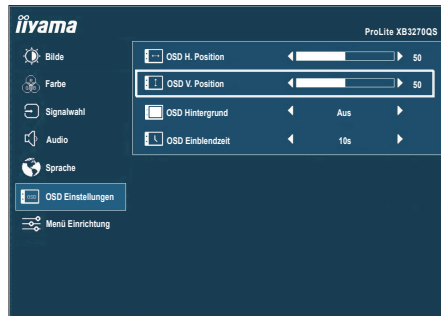 iiyama
ProLite XB3270QS
Bilde
OSD H. Position 50
Farbe
OSD V. Position 50
Signalwahl
OSD Hintergrund Aus
Audio
OSD Einblendzeit 10s
Sprache
OSD OSD Einstellungen
Menü Einrichtung